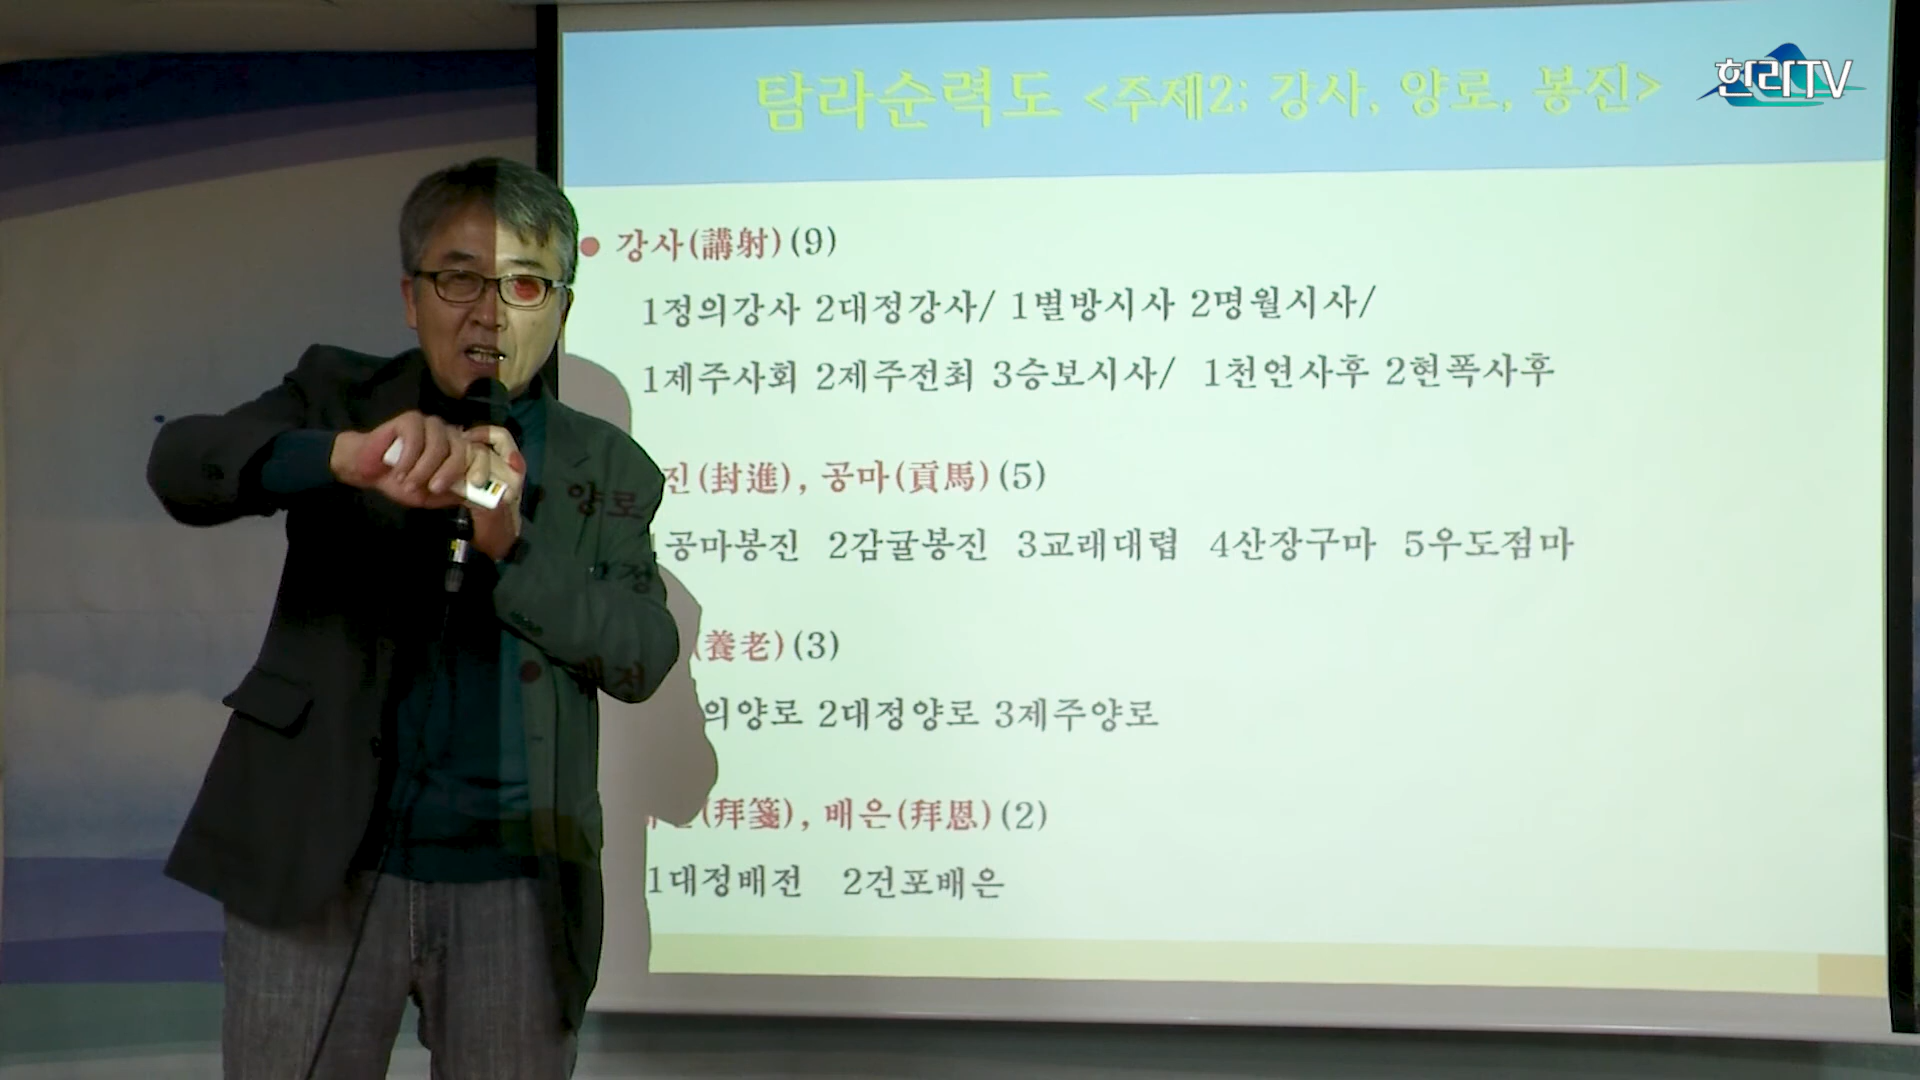 탐라순력도 <주제2; 강사, 양로, 봉진>
한라TV
강사(講射)(9)
1정의강사 2대정강사/ 1별방시사 2명월시사/
1제주사회 2제주전최 3승보시사/ 1천연사후 2현폭사후
진(封進), 공마(貢馬)(5)
1공마봉진 2감귤봉진 3교래대렵 4산장구마 5우도점마
양로(養老)(3)
정의양로 2대정양로 3제주양로
배전(拜箋), 배은(拜恩)(2)
1대정배전 2건포배은